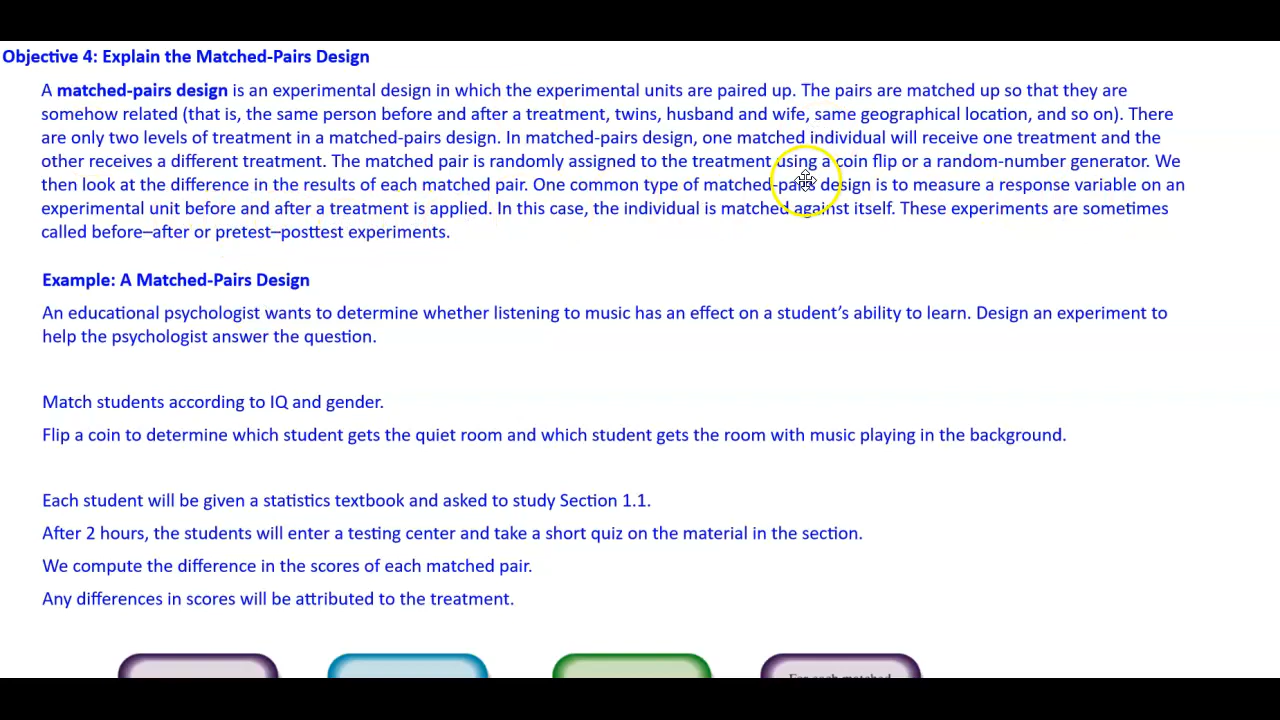 Objective 4: Explain the Matched-Pairs Design
A matched-pairs design is an experimental design in which the experimental units are paired up. The pairs are matched up so that they are
somehow related (that is, the same person before and after a treatment, twins, husband and wife, same geographical location, and so on). There
are only two levels of treatment in a matched-pairs design. In matched-pairs design, one matched individual will receive one treatment and the
other receives a different treatment. The matched pair is randomly assigned to the treatment using a coin flip or a random-number generator. We
then look at the difference in the results of each matched pair. One common type of matched-pairs design is to measure a response variable on an
experimental unit before and after a treatment is applied. In this case, the individual is matched against itself. These experiments are sometimes
called before–after or pretest–posttest experiments.
Example: A Matched-Pairs Design
An educational psychologist wants to determine whether listening to music has an effect on a student’s ability to learn. Design an experiment to
help the psychologist answer the question.
Match students according to IQ and gender.
Flip a coin to determine which student gets the quiet room and which student gets the room with music playing in the background.
Each student will be given a statistics textbook and asked to study Section 1.1.
After 2 hours, the students will enter a testing center and take a short quiz on the material in the section.
We compute the difference in the scores of each matched pair.
Any differences in scores will be attributed to the treatment.
For each matched